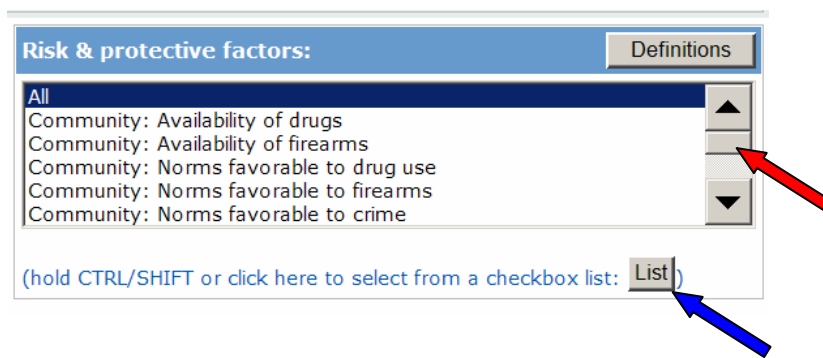 Risk & protective factors: Definitions
All
Community: Availability of drugs
Community: Availability of firearms
Community: Norms favorable to drug use
Community: Norms favorable to firearms
Community: Norms favorable to crime
(hold CTRL/SHIFT or click here to select from a checkbox list: List )